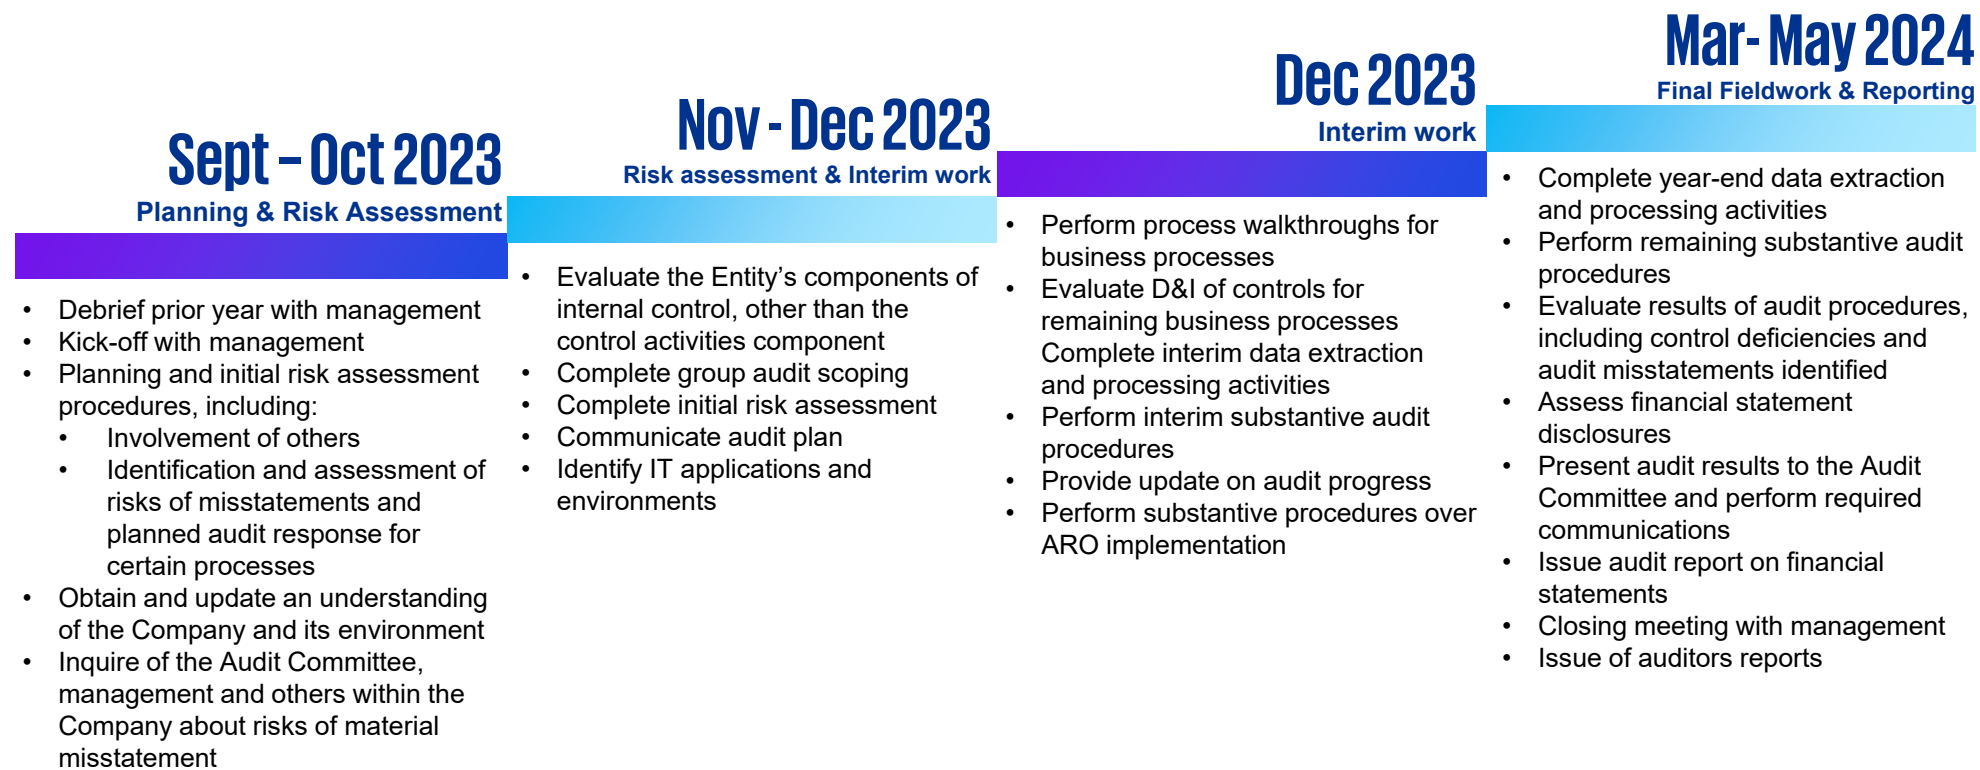 Sept – Oct 2023
Planning & Risk Assessment
• Debrief prior year with management
• Kick-off with management
• Planning and initial risk assessment
procedures, including:
• Involvement of others
• Identification and assessment of
risks of misstatements and
planned audit response for
certain processes
• Obtain and update an understanding
of the Company and its environment
• Inquire of the Audit Committee,
management and others within the
Company about risks of material
misstatement
Nov - Dec 2023
Risk assessment & Interim work
• Evaluate the Entity’s components of
internal control, other than the
control activities component
• Complete group audit scoping
• Complete initial risk assessment
• Communicate audit plan
• Identify IT applications and
environments
Dec 2023
Interim work
• Perform process walkthroughs for
business processes
• Evaluate D&I of controls for
remaining business processes
Complete interim data extraction
and processing activities
• Perform interim substantive audit
procedures
• Provide update on audit progress
• Perform substantive procedures over
ARO implementation
Mar- May 2024
Final Fieldwork & Reporting
• Complete year-end data extraction
and processing activities
• Perform remaining substantive audit
procedures
• Evaluate results of audit procedures,
including control deficiencies and
audit misstatements identified
• Assess financial statement
disclosures
• Present audit results to the Audit
Committee and perform required
communications
• Issue audit report on financial
statements
• Closing meeting with management
• Issue of auditors reports